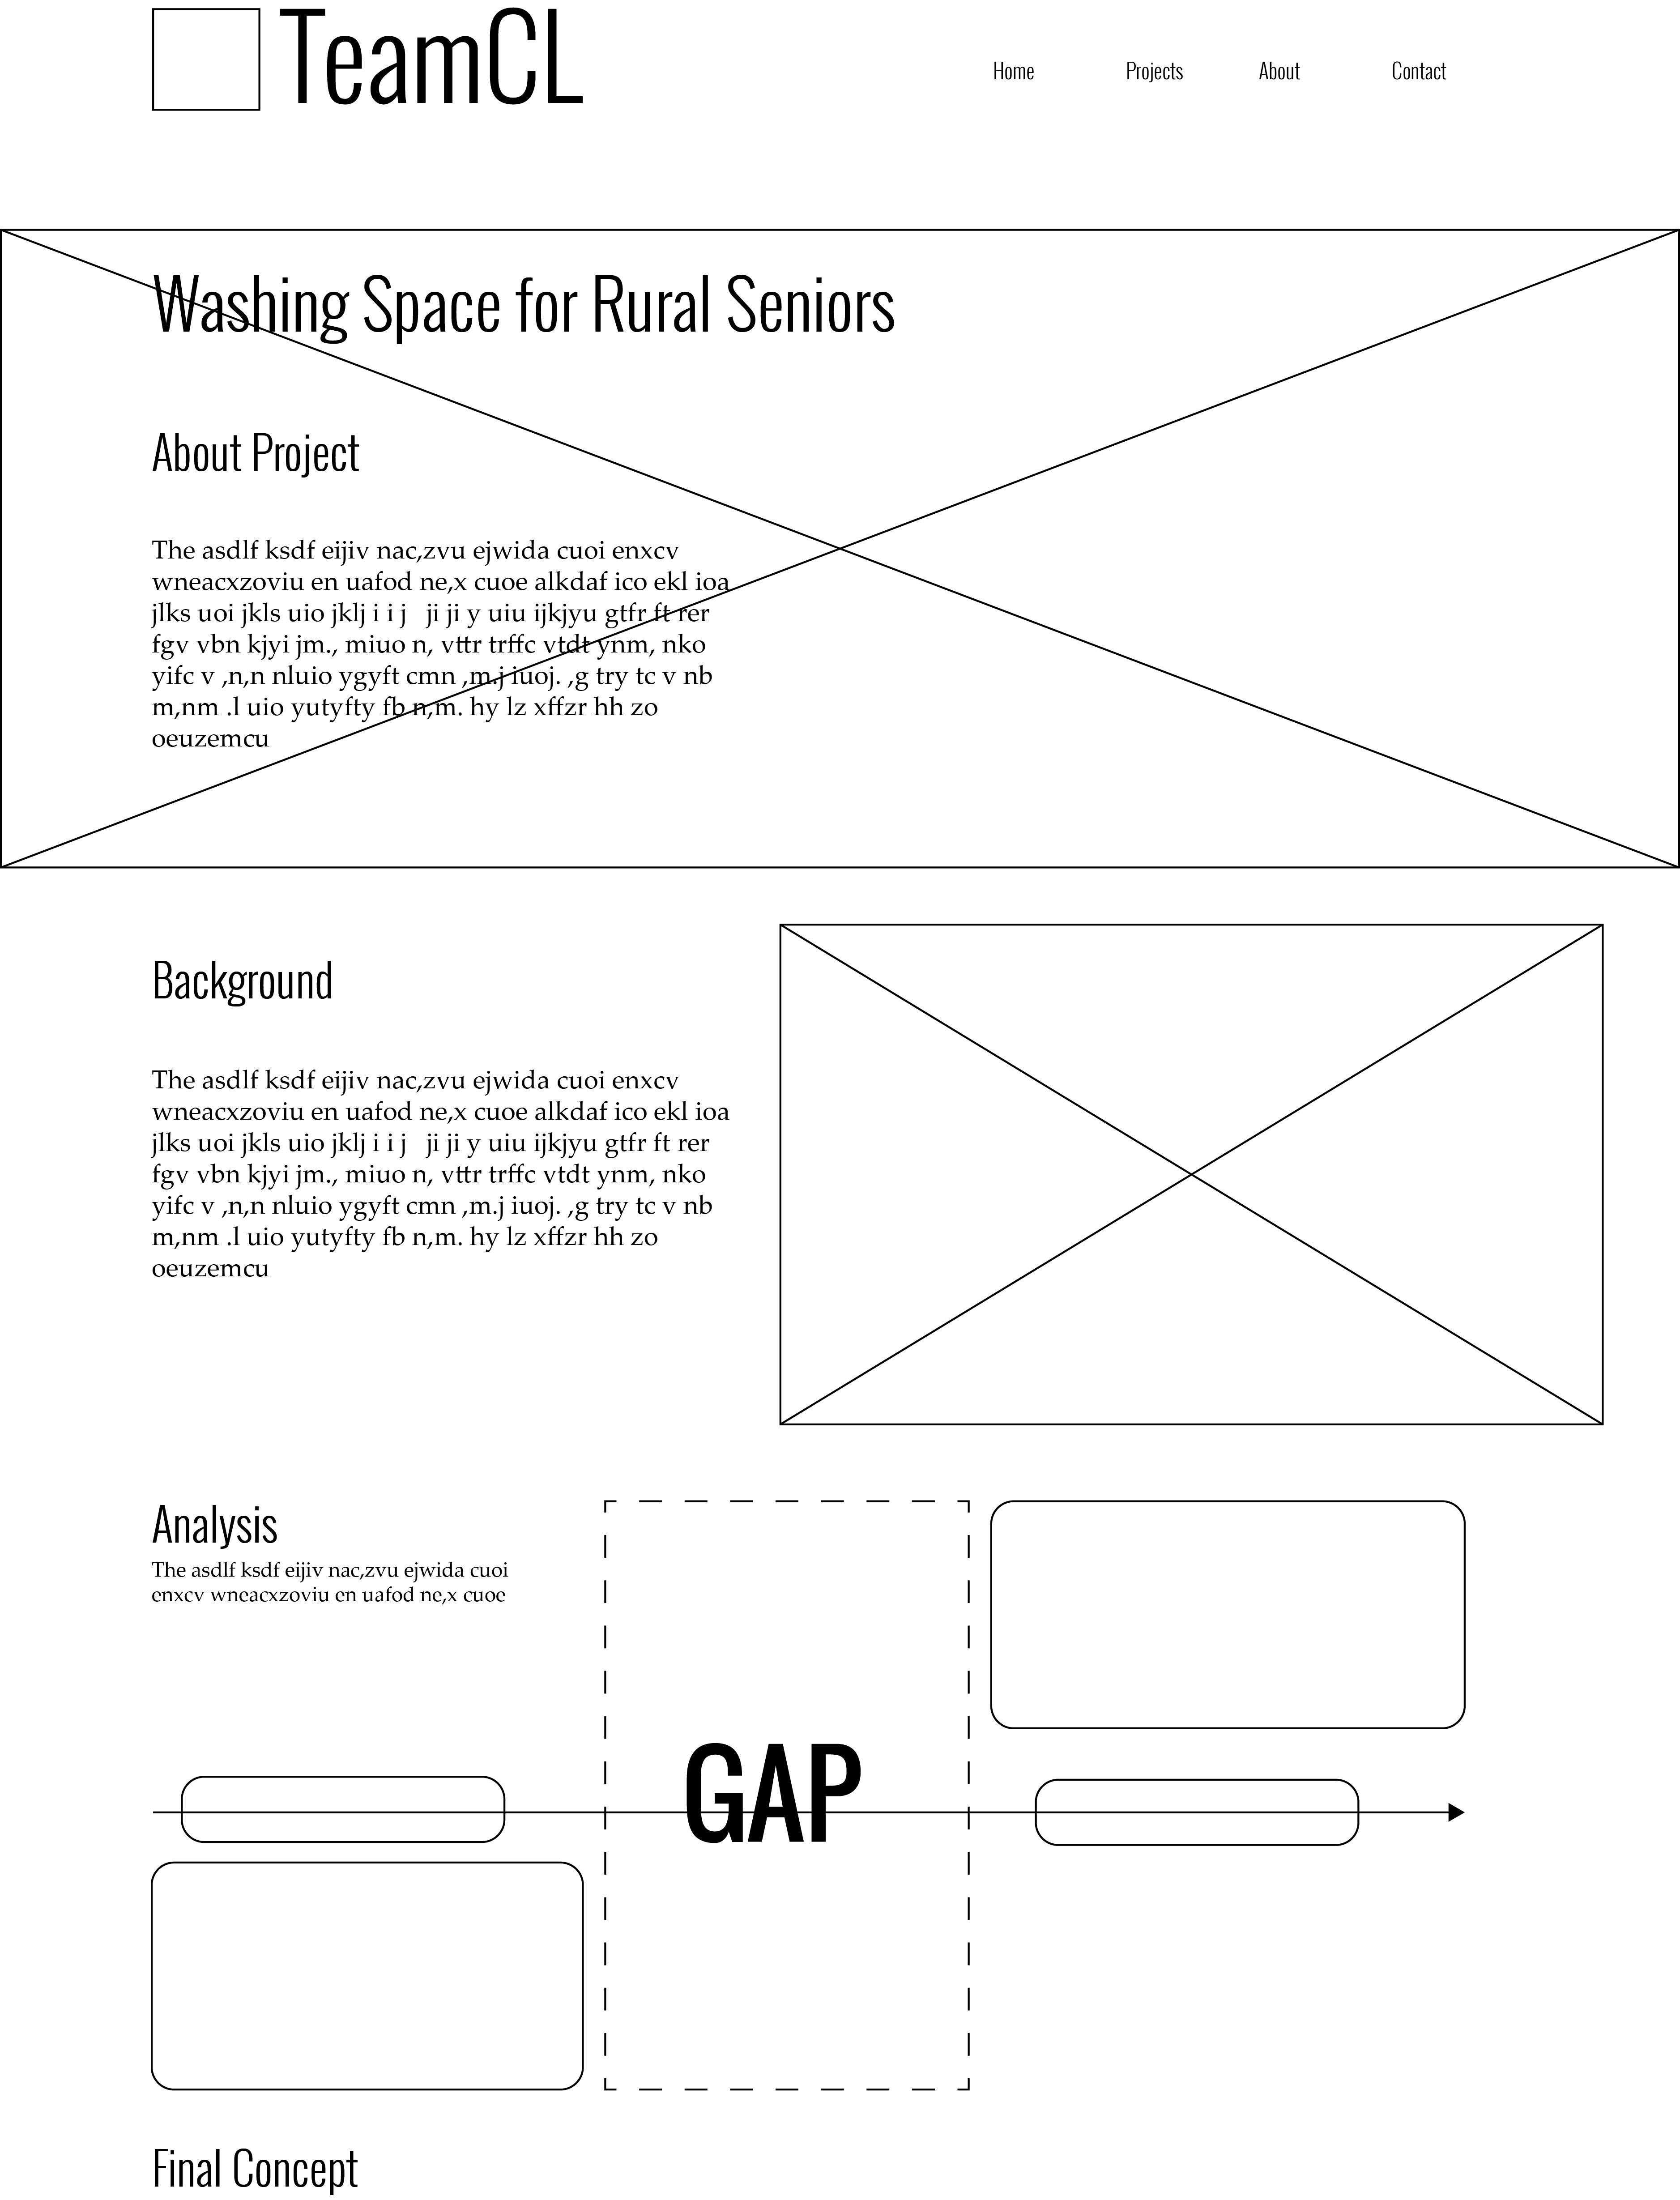 TeamCL
Home Projects About Contact
Washing Space for Rural Seniors
About Project
The asdlf ksdf eijiv nac,zvu ejwida cuoi enxcv
wneacxzoviu en uafod ne,x cuoe alkdaf ico ekl ioa
jlks uoi jkls uio jklj i i j   ji ji y uiu ijkjyu gtfr ft rer
fgv vbn kjyi jm., miuo n, vttr trffc vtdt ynm, nko
yifc v ,n,n nluio ygyft cmn ,m.j iuoj. ,g try tc v nb
m,nm .l uio yutyfty fb n,m. hy lz xffzr hh zo
oeuzemcu
Background
The asdlf ksdf eijiv nac,zvu ejwida cuoi enxcv
wneacxzoviu en uafod ne,x cuoe alkdaf ico ekl ioa
jlks uoi jkls uio jklj i i j   ji ji y uiu ijkjyu gtfr ft rer
fgv vbn kjyi jm., miuo n, vttr trffc vtdt ynm, nko
yifc v ,n,n nluio ygyft cmn ,m.j iuoj. ,g try tc v nb
m,nm .l uio yutyfty fb n,m. hy lz xffzr hh zo
oeuzemcu
Analysis
The asdlf ksdf eijiv nac,zvu ejwida cuoi
enxcv wneacxzoviu en uafod ne,x cuoe
GAP
Final Concept